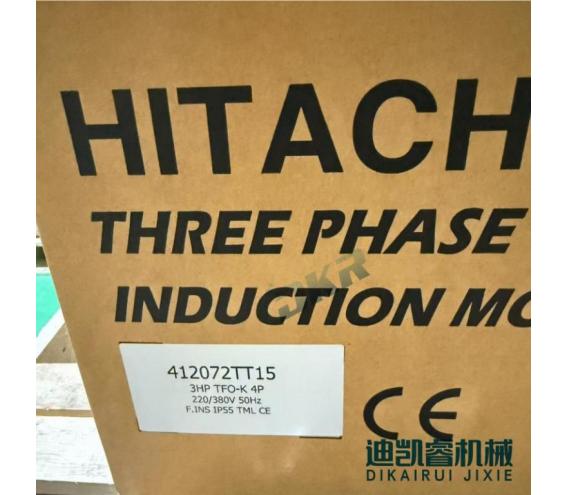 HITACH
THREE PHASE
INDUCTION MO
412072TT15
3HP TFO-K 4P
220/380V 50Hz
F.INS IP55 TML CE
CE
DKR
迪凯睿机械
DIKAIRUI JIXIE